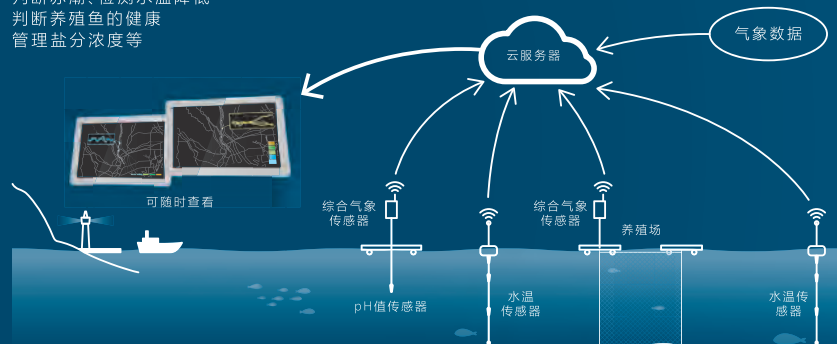 判断养殖鱼的健康
管理盐分浓度等
气象数据
云服务器
可随时查看
综合气象
传感器
综合气象
传感器
养殖场
pH值传感器
水温
传感器
水温传
感器